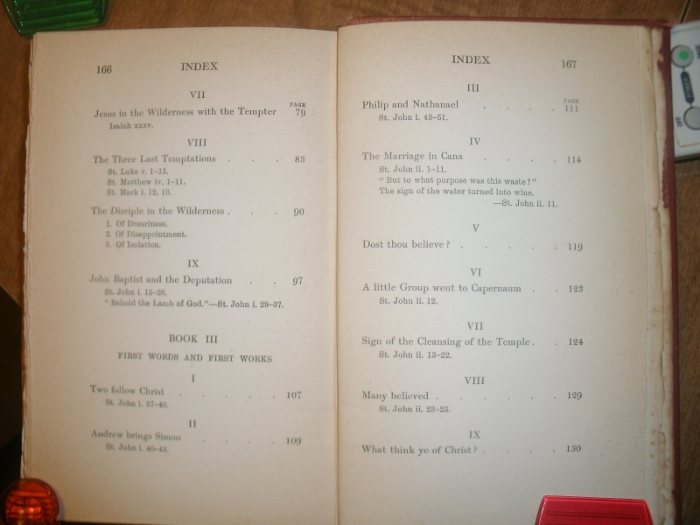 166 INDEX
VII
PAGE
Jesus in the Wilderness with the Tempter 79
Isaiah xxxv.
VIII
The Three Last Temptations . . . 83
St. Luke v. 1-13.
St. Matthew iv. 1-11.
St. Mark i. 12, 13.
The Disciple in the Wilderness . . . 90
1. Of Dreariness.
2. Of Disappointment.
3. Of Isolation.
IX
John Baptist and the Deputation . . 97
St. John i. 15-28.
"Behold the Lamb of God."—St. John i. 29-37.
BOOK III
FIRST WORDS AND FIRST WORKS
I
Two follow Christ . . . . . 107
St. John i. 37-40.
II
Andrew brings Simon . . . . 109
St. John i. 40-43.
INDEX 167
III
PAGE
Philip and Nathanael . . . . 111
St. John i. 43-51.
IV
The Marriage in Cana . . . . 114
St. John ii. 1-11.
"But to what purpose was this waste?"
The sign of the water turned into wine.
—St. John ii. 11.
V
Dost thou believe? . . . . . 119
VI
A little Group went to Capernaum . . 123
St. John ii. 12.
VII
Sign of the Cleansing of the Temple . . 124
St. John ii. 13-22.
VIII
Many believed . . . . . . 129
St. John ii. 23-25.
IX
What think ye of Christ? . . . . 130
OFF